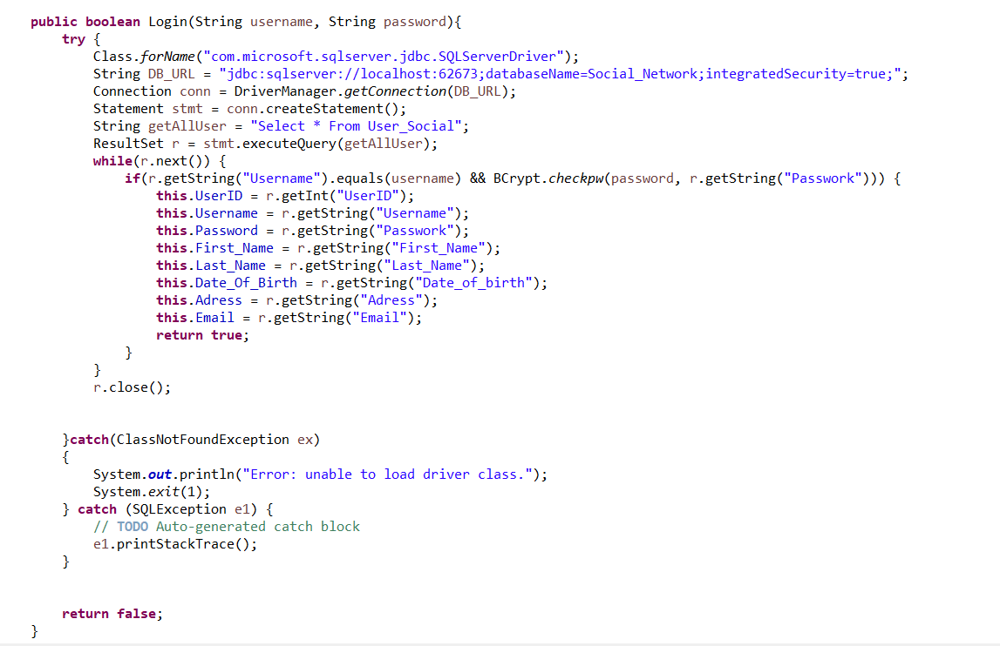 public boolean Login(String username, String password){
try {
Class.forName("com.microsoft.sqlserver.jdbc.SQLServerDriver");
String DB_URL = "jdbc:sqlserver://localhost:62673;databaseName=Social_Network;integratedSecurity=true;";
Connection conn = DriverManager.getConnection(DB_URL);
Statement stmt = conn.createStatement();
String getAllUser = "Select * From User_Social";
ResultSet r = stmt.executeQuery(getAllUser);
while(r.next()) {
if(r.getString("Username").equals(username) && BCrypt.checkpw(password, r.getString("Passwork"))) {
this.UserID = r.getInt("UserID");
this.Username = r.getString("Username");
this.Password = r.getString("Passwork");
this.First_Name = r.getString("First_Name");
this.Last_Name = r.getString("Last_Name");
this.Date_Of_Birth = r.getString("Date_of_birth");
this.Adress = r.getString("Adress");
this.Email = r.getString("Email");
return true;
}
}
r.close();
}catch(ClassNotFoundException ex)
{
System.out.println("Error: unable to load driver class.");
System.exit(1);
} catch (SQLException e1) {
// TODO Auto-generated catch block
e1.printStackTrace();
}
return false;
}